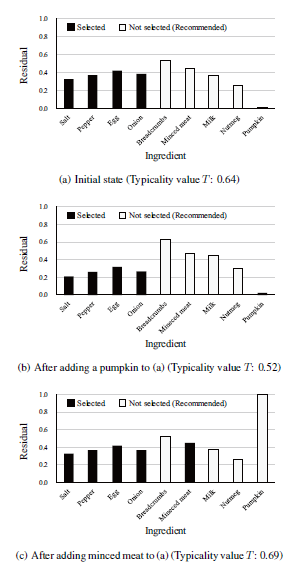 1.0
Selected
Not selected (Recommended)
0.8
0.6
0.4
0.2
0.0
Residual
Salt
Pepper
Egg
Onion
Breadcrumbs
Minced meat
Milk
Nutmeg
Pumpkin
Ingredient
(a) Initial state (Typicality value T: 0.64)
1.0
Selected
Not selected (Recommended)
0.8
0.6
0.4
0.2
0.0
Residual
Salt
Pepper
Egg
Onion
Breadcrumbs
Minced meat
Milk
Nutmeg
Pumpkin
Ingredient
(b) After adding a pumpkin to (a) (Typicality value T: 0.52)
1.0
Selected
Not selected (Recommended)
0.8
0.6
0.4
0.2
0.0
Residual
Salt
Pepper
Egg
Onion
Breadcrumbs
Minced meat
Milk
Nutmeg
Pumpkin
Ingredient
(c) After adding minced meat to (a) (Typicality value T: 0.69)